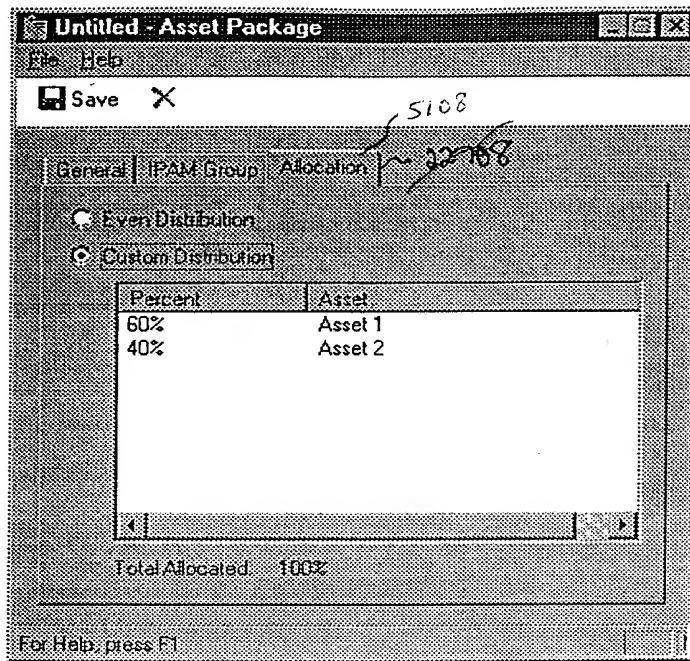 Untitled - Asset Package
File Help
Save
5108
General IPAM Group Allocation
Even Distribution
Custom Distribution
Percent Asset
60% Asset 1
40% Asset 2
Total Allocated: 100%
For Help, press F1